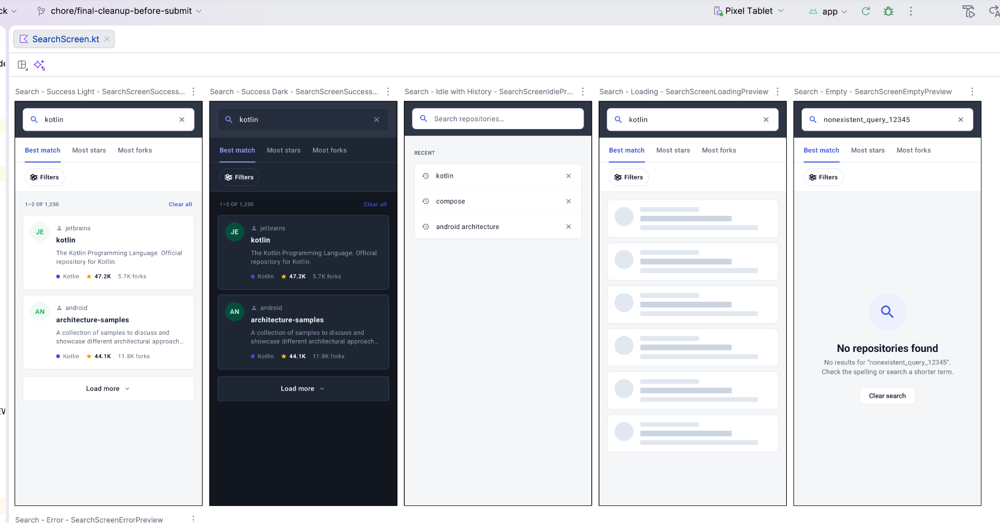 ck
chore/final-cleanup-before-submit
Pixel Tablet
app
SearchScreen.kt
Search - Success Light - SearchScreenSuccess...
kotlin
Best match Most stars Most forks
Filters
1–2 OF 1,250 Clear all
JE
jetbrains
kotlin
The Kotlin Programming Language. Official
repository for Kotlin.
Kotlin 47.2K 5.7K forks
AN
android
architecture-samples
A collection of samples to discuss and
showcase different architectural approach…
Kotlin 44.1K 11.8K forks
Load more
Search - Success Dark - SearchScreenSuccess...
kotlin
Best match Most stars Most forks
Filters
1–2 OF 1,250 Clear all
JE
jetbrains
kotlin
The Kotlin Programming Language. Official
repository for Kotlin.
Kotlin 47.2K 5.7K forks
AN
android
architecture-samples
A collection of samples to discuss and
showcase different architectural approach…
Kotlin 44.1K 11.8K forks
Load more
Search - Idle with History - SearchScreenIdlePr...
Search repositories…
RECENT
kotlin
compose
android architecture
Search - Loading - SearchScreenLoadingPreview
kotlin
Best match Most stars Most forks
Filters
Search - Empty - SearchScreenEmptyPreview
nonexistent_query_12345
Best match Most stars Most forks
Filters
No repositories found
No results for “nonexistent_query_12345”.
Check the spelling or search a shorter term.
Clear search
Search - Error - SearchScreenErrorPreview